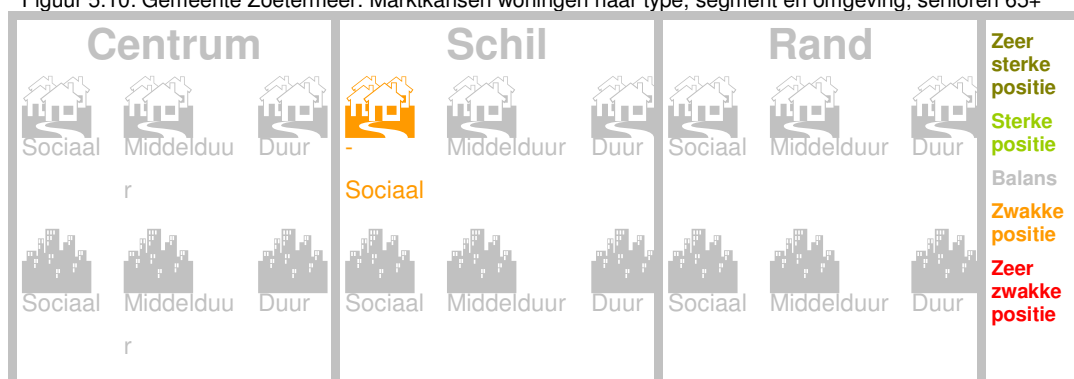 Figuur 5.10: Gemeente Zoetermeer: Marktkansen woningen naar type, segment en omgeving, senioren 65+
Centrum Schil Rand
Sociaal Middelduu Duur - Middelduur Duur Sociaal Middelduur Duur
r Sociaal
Sociaal Middelduu Duur Sociaal Middelduur Duur Sociaal Middelduur Duur
r
Zeer
sterke
positie
Sterke
positie
Balans
Zwakke
positie
Zeer
zwakke
positie